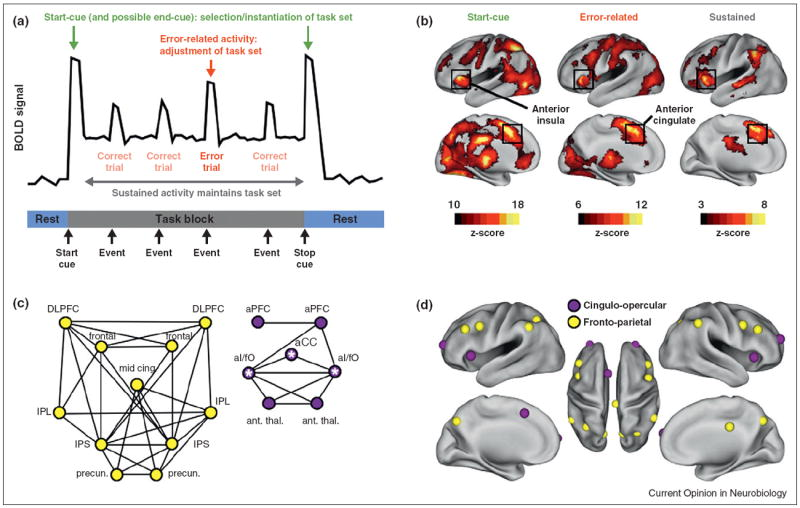 (a)
Start-cue (and possible end-cue): selection/instantiation of task set
Error-related activity:
adjustment of task set
BOLD signal
Correct
trial
Correct
trial
Error
trial
Correct
trial
Sustained activity maintains task set
Rest
Task block
Rest
Start
cue
Event
Event
Event
Event
Stop
cue
(b)
Start-cue
Error-related
Sustained
Anterior
insula
Anterior
cingulate
10
18
z-score
6
12
z-score
3
8
z-score
(c)
DLPFC
DLPFC
frontal
frontal
mid cing.
IPL
IPL
IPS
IPS
precun.
precun.
aPFC
aPFC
aCC
aI/fO
aI/fO
ant. thal.
ant. thal.
(d)
Cingulo-opercular
Fronto-parietal
Current Opinion in Neurobiology